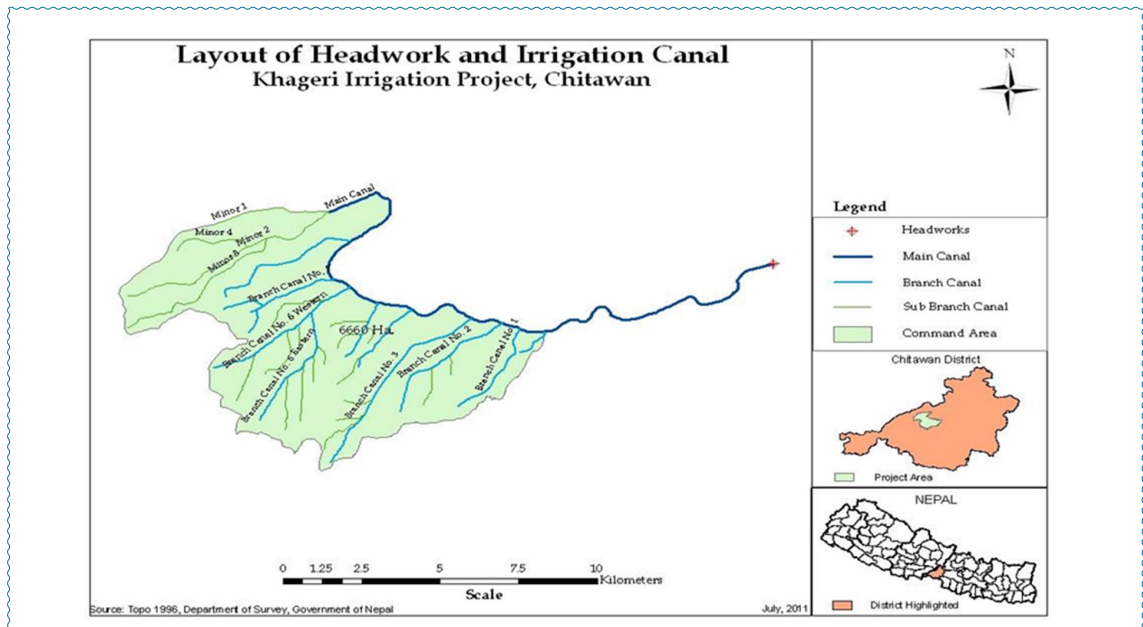 Layout of Headwork and Irrigation Canal
Khageri Irrigation Project, Chitawan
N
Main Canal
Minor 1
Minor 4
Minor 2
Minor 8
Branch Canal No.
Branch Canal No. 6 Western
Branch Canal No. 6 Eastern
6660 Ha.
Branch Canal No. 3
Branch Canal No. 2
Branch Canal No. 1
Legend
Headworks
Main Canal
Branch Canal
Sub Branch Canal
Command Area
Chitawan District
Project Area
NEPAL
District Highlighted
0 1.25 2.5 5 7.5 10
Kilometers
Scale
Source: Topo 1996, Department of Survey, Government of Nepal
July, 2011